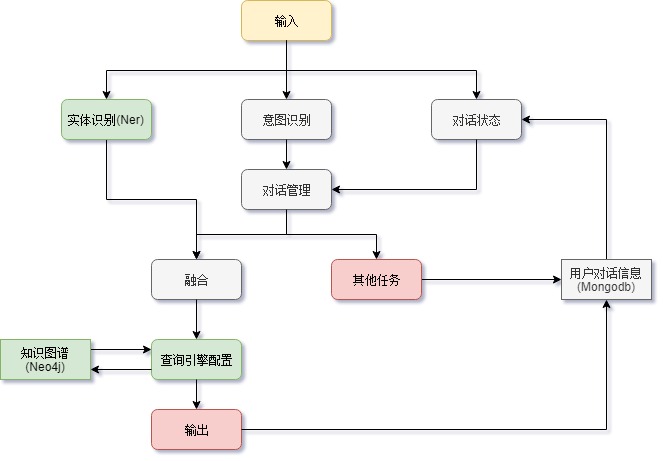 输入
实体识别(Ner)
意图识别
对话状态
对话管理
融合
其他任务
用户对话信息
(Mongodb)
知识图谱
(Neo4j)
查询引擎配置
输出